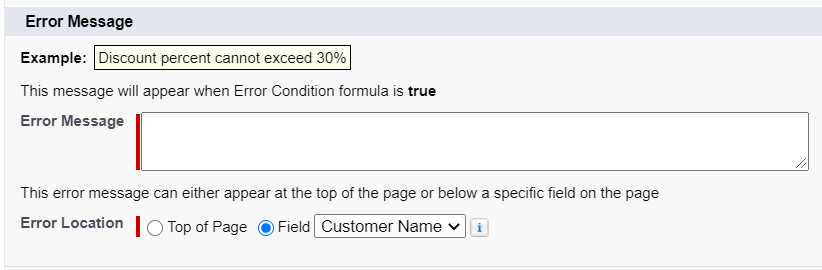 Error Message
Example: Discount percent cannot exceed 30%
This message will appear when Error Condition formula is true
Error Message
This error message can either appear at the top of the page or below a specific field on the page
Error Location Top of Page Field Customer Name i